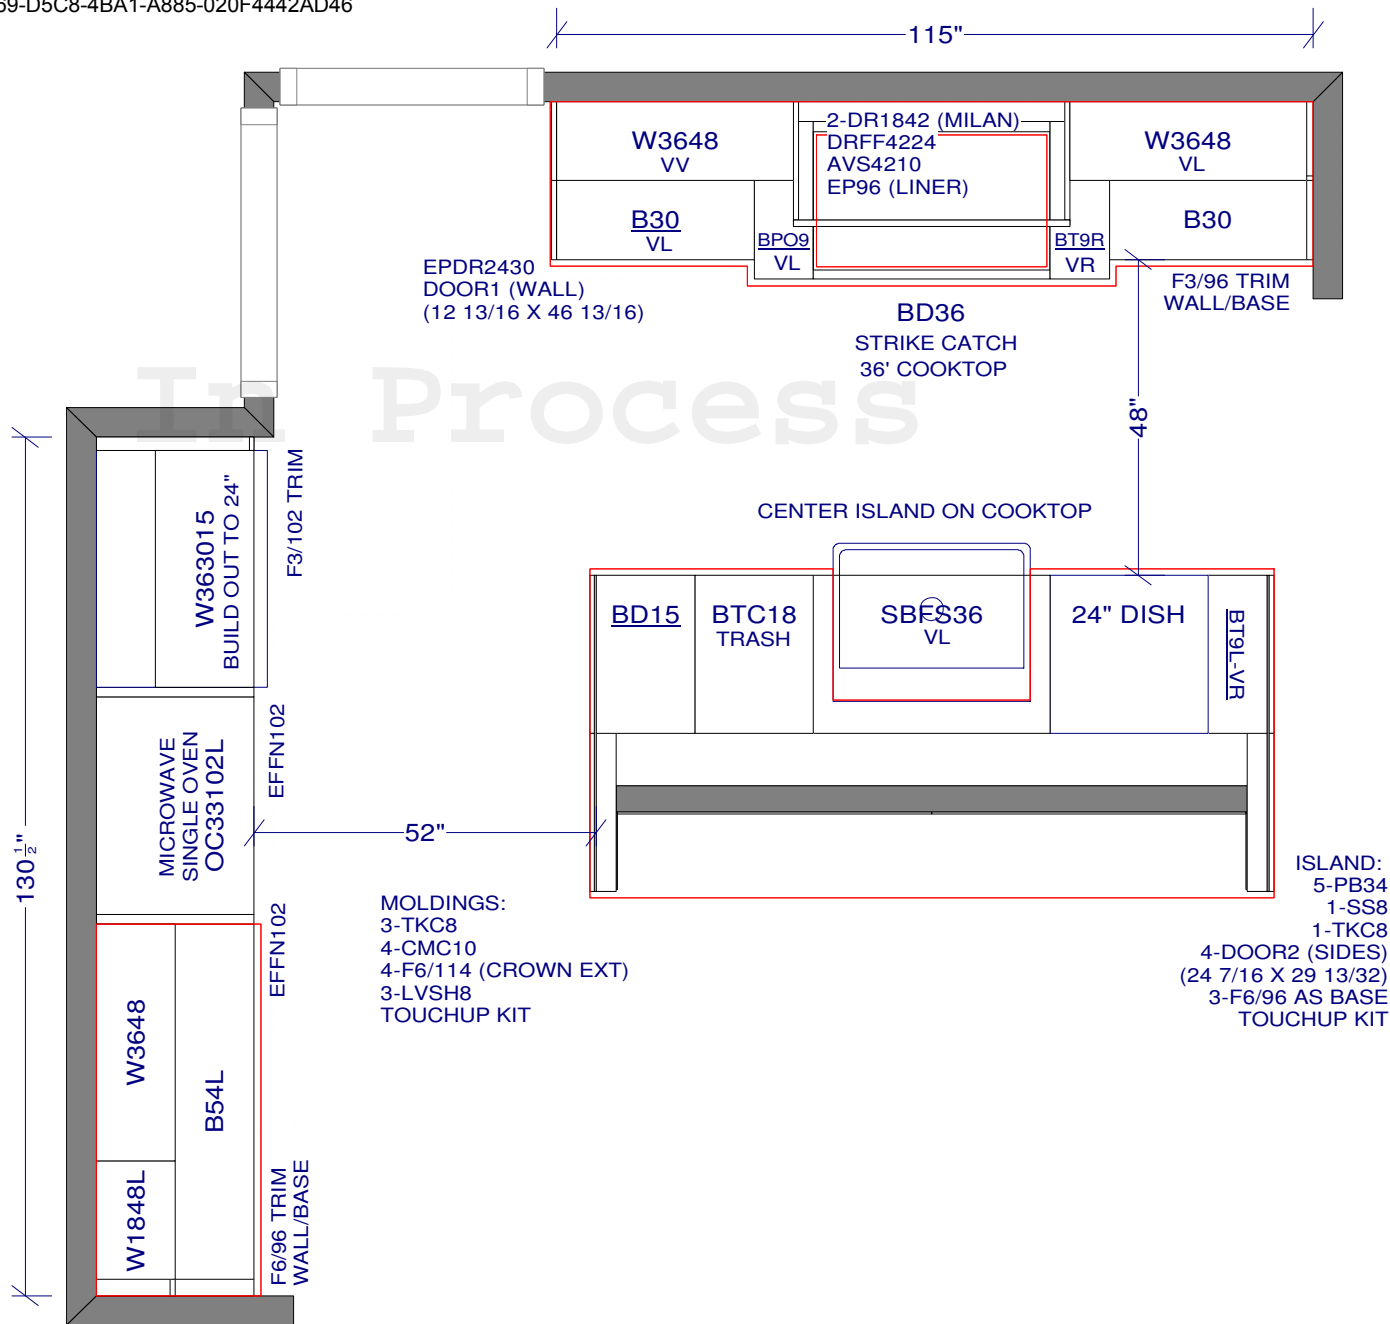 69-D5C8-4BA1-A885-020F4442AD46
115"
W3648
VV
2-DR1842 (MILAN)
DRFF4224
AVS4210
EP96 (LINER)
W3648
VL
B30
VL
BPO9
VL
BT9R
VR
B30
EPDR2430
DOOR1 (WALL)
(12 13/16 X 46 13/16)
F3/96 TRIM
WALL/BASE
BD36
STRIKE CATCH
36' COOKTOP
In Process
48"
W363015
BUILD OUT TO 24"
F3/102 TRIM
CENTER ISLAND ON COOKTOP
BD15
BTC18
TRASH
SBFS36
VL
24" DISH
BT9L-VR
MICROWAVE
SINGLE OVEN
OC33102L
EFFN102
52"
130 1/2"
EFFN102
MOLDINGS:
3-TKC8
4-CMC10
4-F6/114 (CROWN EXT)
3-LVSH8
TOUCHUP KIT
ISLAND:
5-PB34
1-SS8
1-TKC8
4-DOOR2 (SIDES)
(24 7/16 X 29 13/32)
3-F6/96 AS BASE
TOUCHUP KIT
W3648
B54L
W1848L
F6/96 TRIM
WALL/BASE